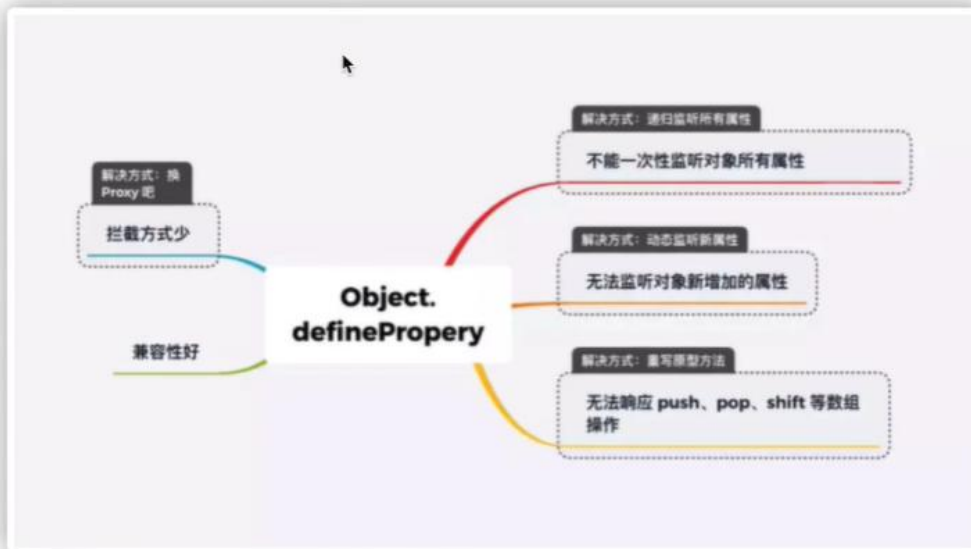 Object.
definePropery
解决方式：递归监听所有属性
不能一次性监听对象所有属性
解决方式：动态监听新属性
无法监听对象新增加的属性
解决方式：重写原型方法
无法响应 push、pop、shift 等数组
操作
解决方式：换
Proxy 吧
拦截方式少
兼容性好